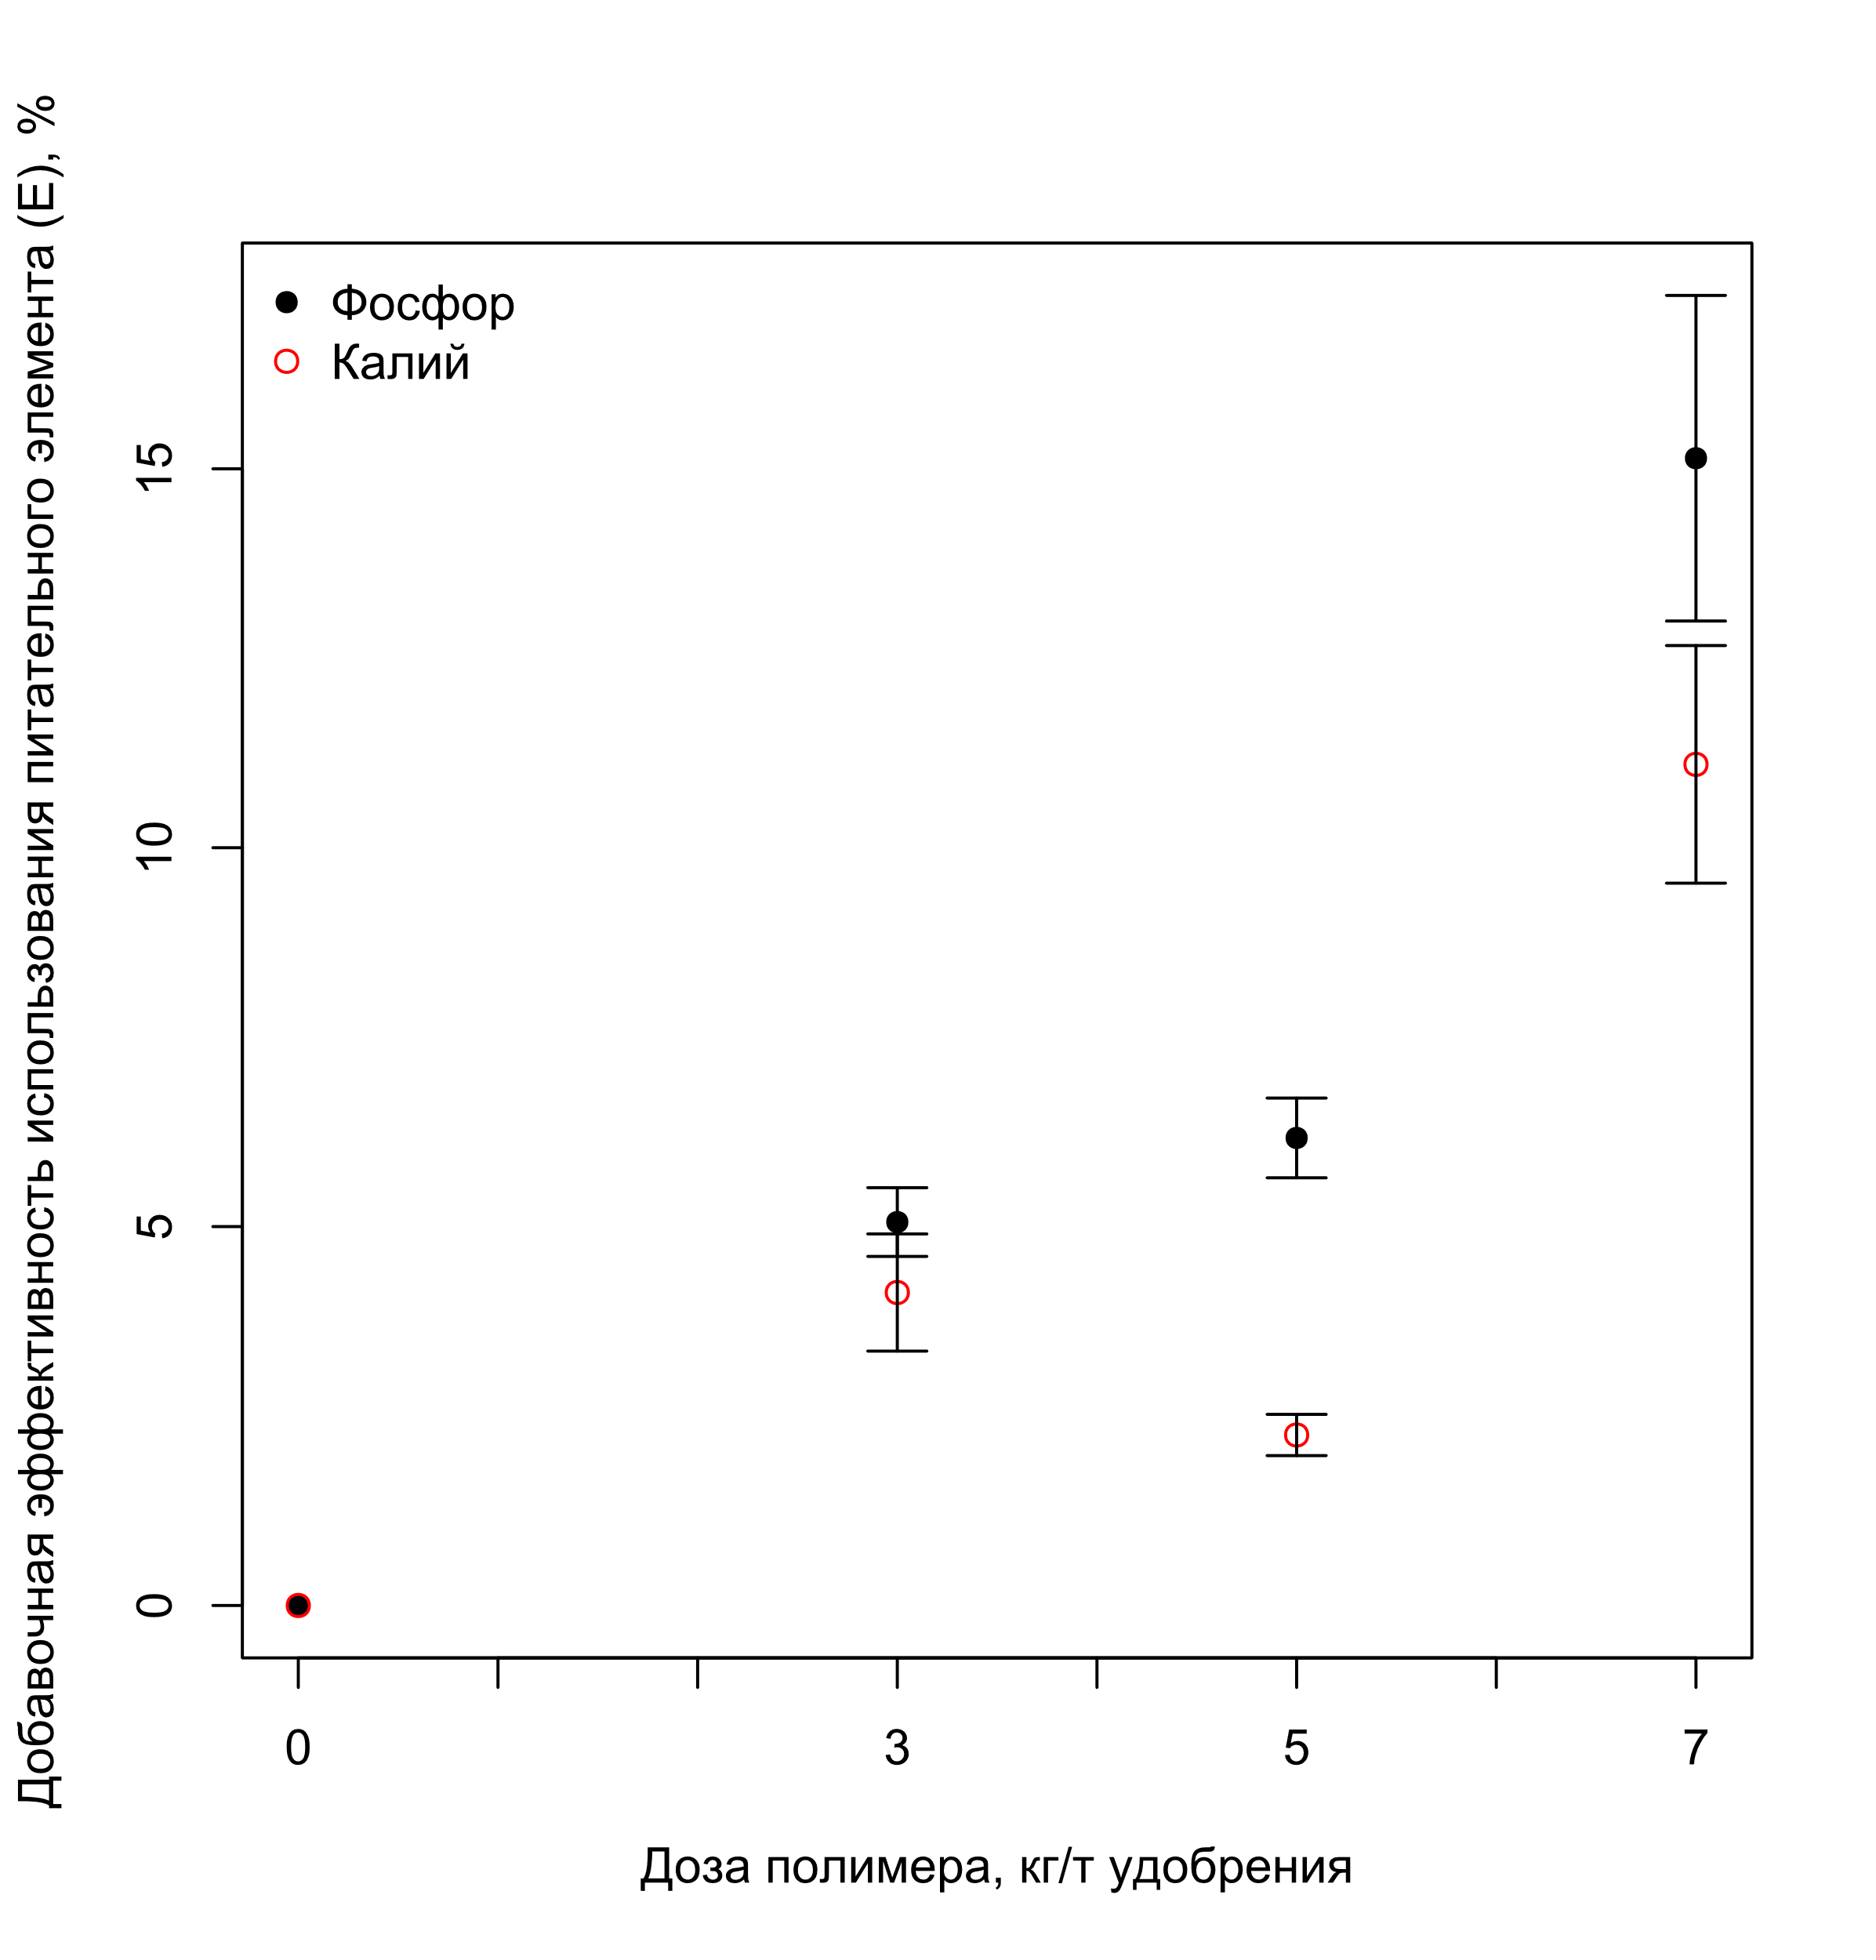 Добавочная эффективность использования питательного элемента (E), %
Фосфор
Калий
15
10
5
0
0 3 5 7
Доза полимера, кг/т удобрения